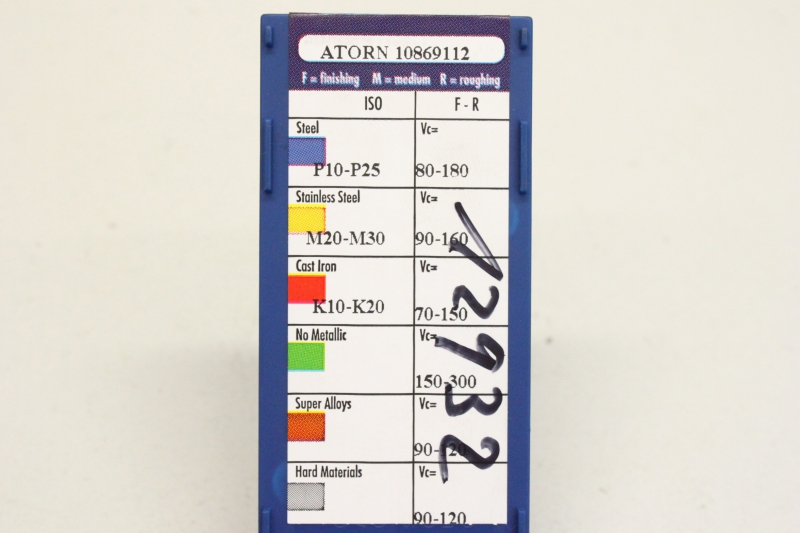 ATORN 10869112
F = finishing M = medium R = roughing
ISO F - R
Steel Vc=
P10-P25 80-180
Stainless Steel Vc=
M20-M30 90-160
Cast Iron Vc=
K10-K20 70-150
No Metallic Vc=
150-300
Super Alloys Vc=
90-120
Hard Materials Vc=
90-120
12932